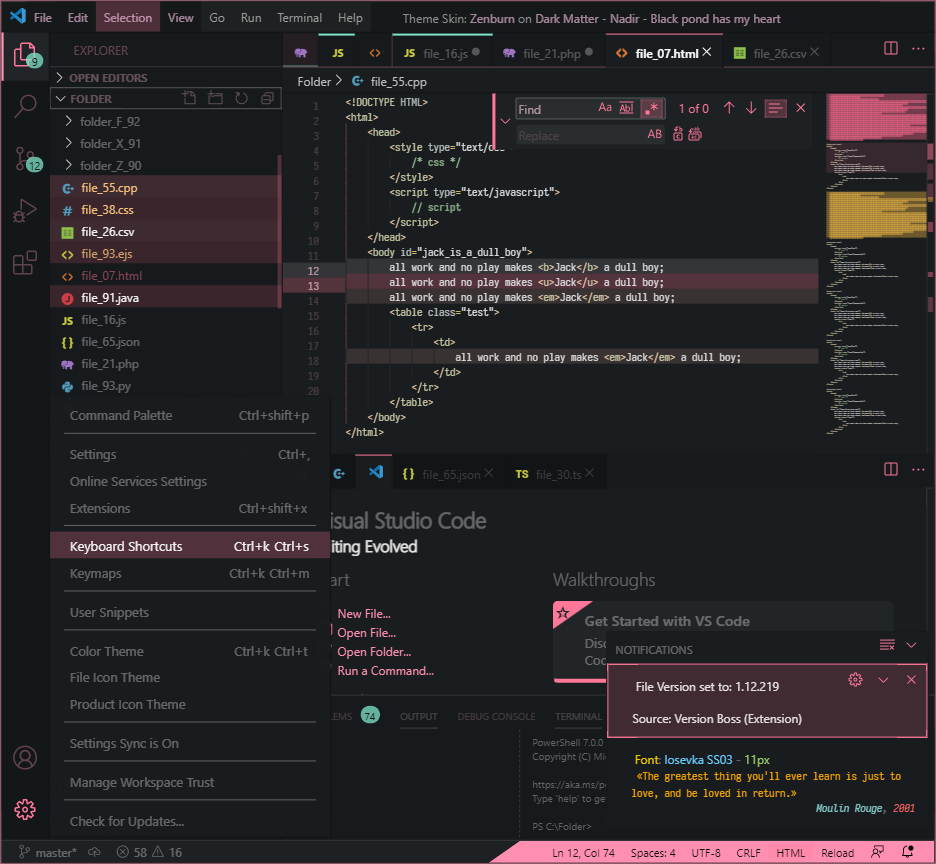 File Edit Selection View Go Run Terminal Help Theme Skin: Zenburn on Dark Matter - Nadir - Black pond has my heart
EXPLORER
JS file_16.js file_21.php file_07.html file_26.csv
9
OPEN EDITORS
Folder > file_55.cpp
FOLDER
folder_F_92
folder_X_91
folder_Z_90
12
file_55.cpp
file_38.css
file_26.csv
file_93.ejs
file_07.html
file_91.java
JS file_16.js
{} file_65.json
file_21.php
file_93.py
1 <!DOCTYPE HTML>
2 <html>
3 <head>
4 <style type="text/css
5 /* css */
6 </style>
7 <script type="text/javascript">
8 // script
9 </script>
10 </head>
11 <body id="jack_is_a_dull_boy">
12 all work and no play makes <b>Jack</b> a dull boy;
13 all work and no play makes <u>Jack</u> a dull boy;
14 all work and no play makes <em>Jack</em> a dull boy;
15 <table class="test">
16 <tr>
17 <td>
18 all work and no play makes <em>Jack</em> a dull boy;
19 </td>
20 </tr>
</table>
</body>
</html>
Find Aa Abl .* 1 of 0
Replace AB
Command Palette Ctrl+shift+p
Settings Ctrl+,
Online Services Settings
Extensions Ctrl+shift+x
Keyboard Shortcuts Ctrl+k Ctrl+s
Keymaps Ctrl+k Ctrl+m
User Snippets
Color Theme Ctrl+k Ctrl+t
File Icon Theme
Product Icon Theme
Settings Sync is On
Manage Workspace Trust
Check for Updates...
{} file_65.json TS file_30.ts
isual Studio Code
iting Evolved
art
New File...
Open File...
Open Folder...
Run a Command...
Walkthroughs
Get Started with VS Code
Disc
Coc
NOTIFICATIONS
File Version set to: 1.12.219
Source: Version Boss (Extension)
Font: Iosevka SS03 - 11px
«The greatest thing you'll ever learn is just to
love, and be loved in return.»
Moulin Rouge, 2001
LEMS 74 OUTPUT DEBUG CONSOLE TERMINAL
PowerShell 7.0.0
Copyright (C) Mi
https://aka.ms/p
Type 'help' to ge
PS C:\Folder>
master* 58 16 Ln 12, Col 74 Spaces: 4 UTF-8 CRLF HTML Reload